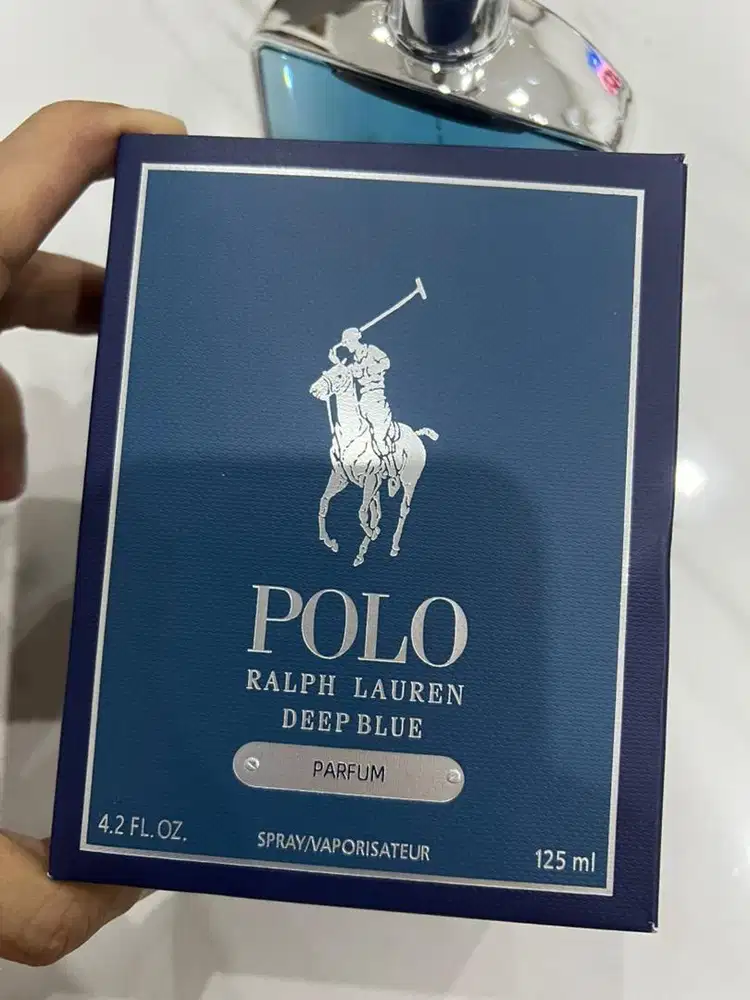 POLO
RALPH LAUREN
DEEP BLUE
PARFUM
4.2 FL. OZ.
SPRAY/VAPORISATEUR
125 ml